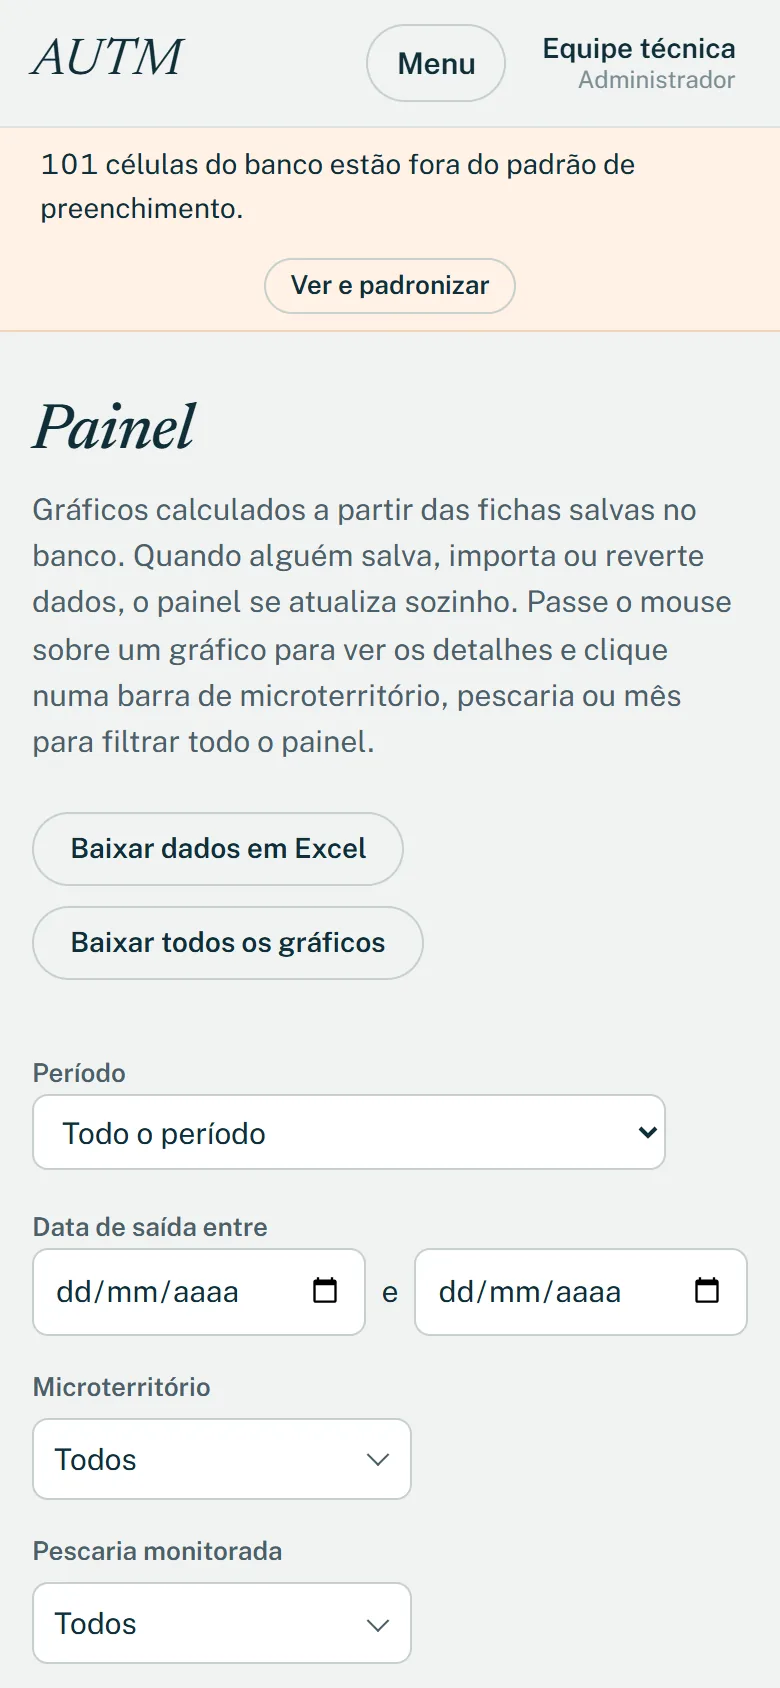 AUTM
Menu
Equipe técnica
Administrador
101 células do banco estão fora do padrão de
preenchimento.
Ver e padronizar
Painel
Gráficos calculados a partir das fichas salvas no
banco. Quando alguém salva, importa ou reverte
dados, o painel se atualiza sozinho. Passe o mouse
sobre um gráfico para ver os detalhes e clique
numa barra de microterritório, pescaria ou mês
para filtrar todo o painel.
Baixar dados em Excel
Baixar todos os gráficos
Período
Todo o período
Data de saída entre
dd/mm/aaaa e dd/mm/aaaa
Microterritório
Todos
Pescaria monitorada
Todos